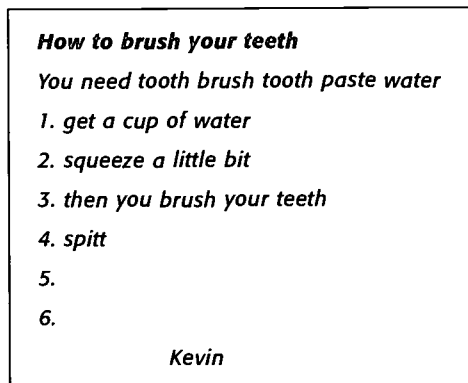 How to brush your teeth
You need tooth brush tooth paste water
1. get a cup of water
2. squeeze a little bit
3. then you brush your teeth
4. spitt
5.
6.
Kevin